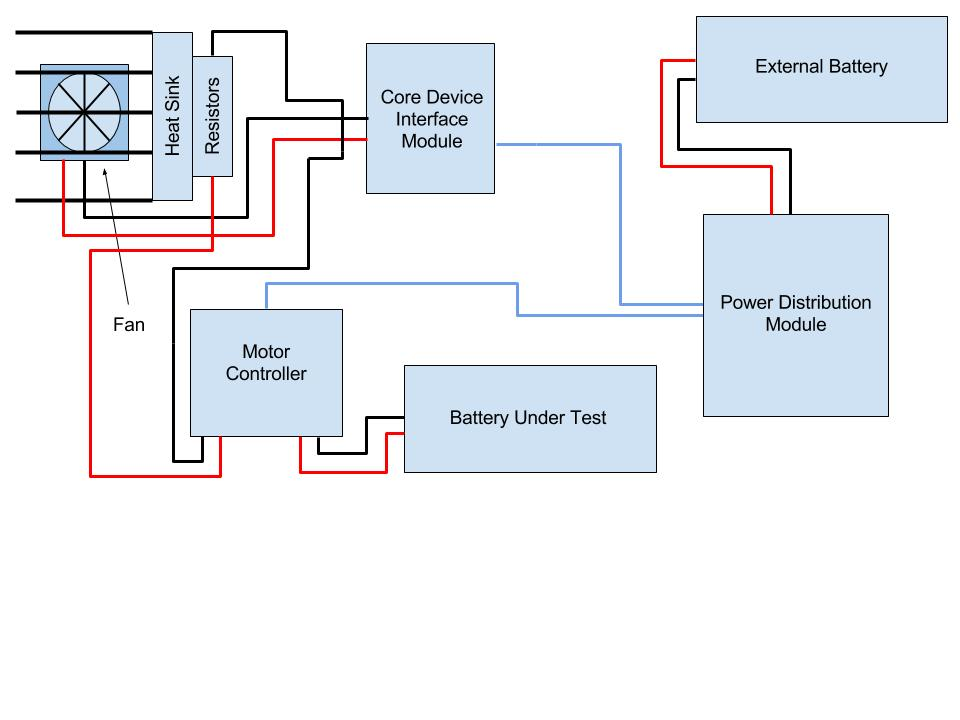 Heat Sink
Resistors
Core Device
Interface
Module
External Battery
Fan
Motor
Controller
Battery Under Test
Power Distribution
Module